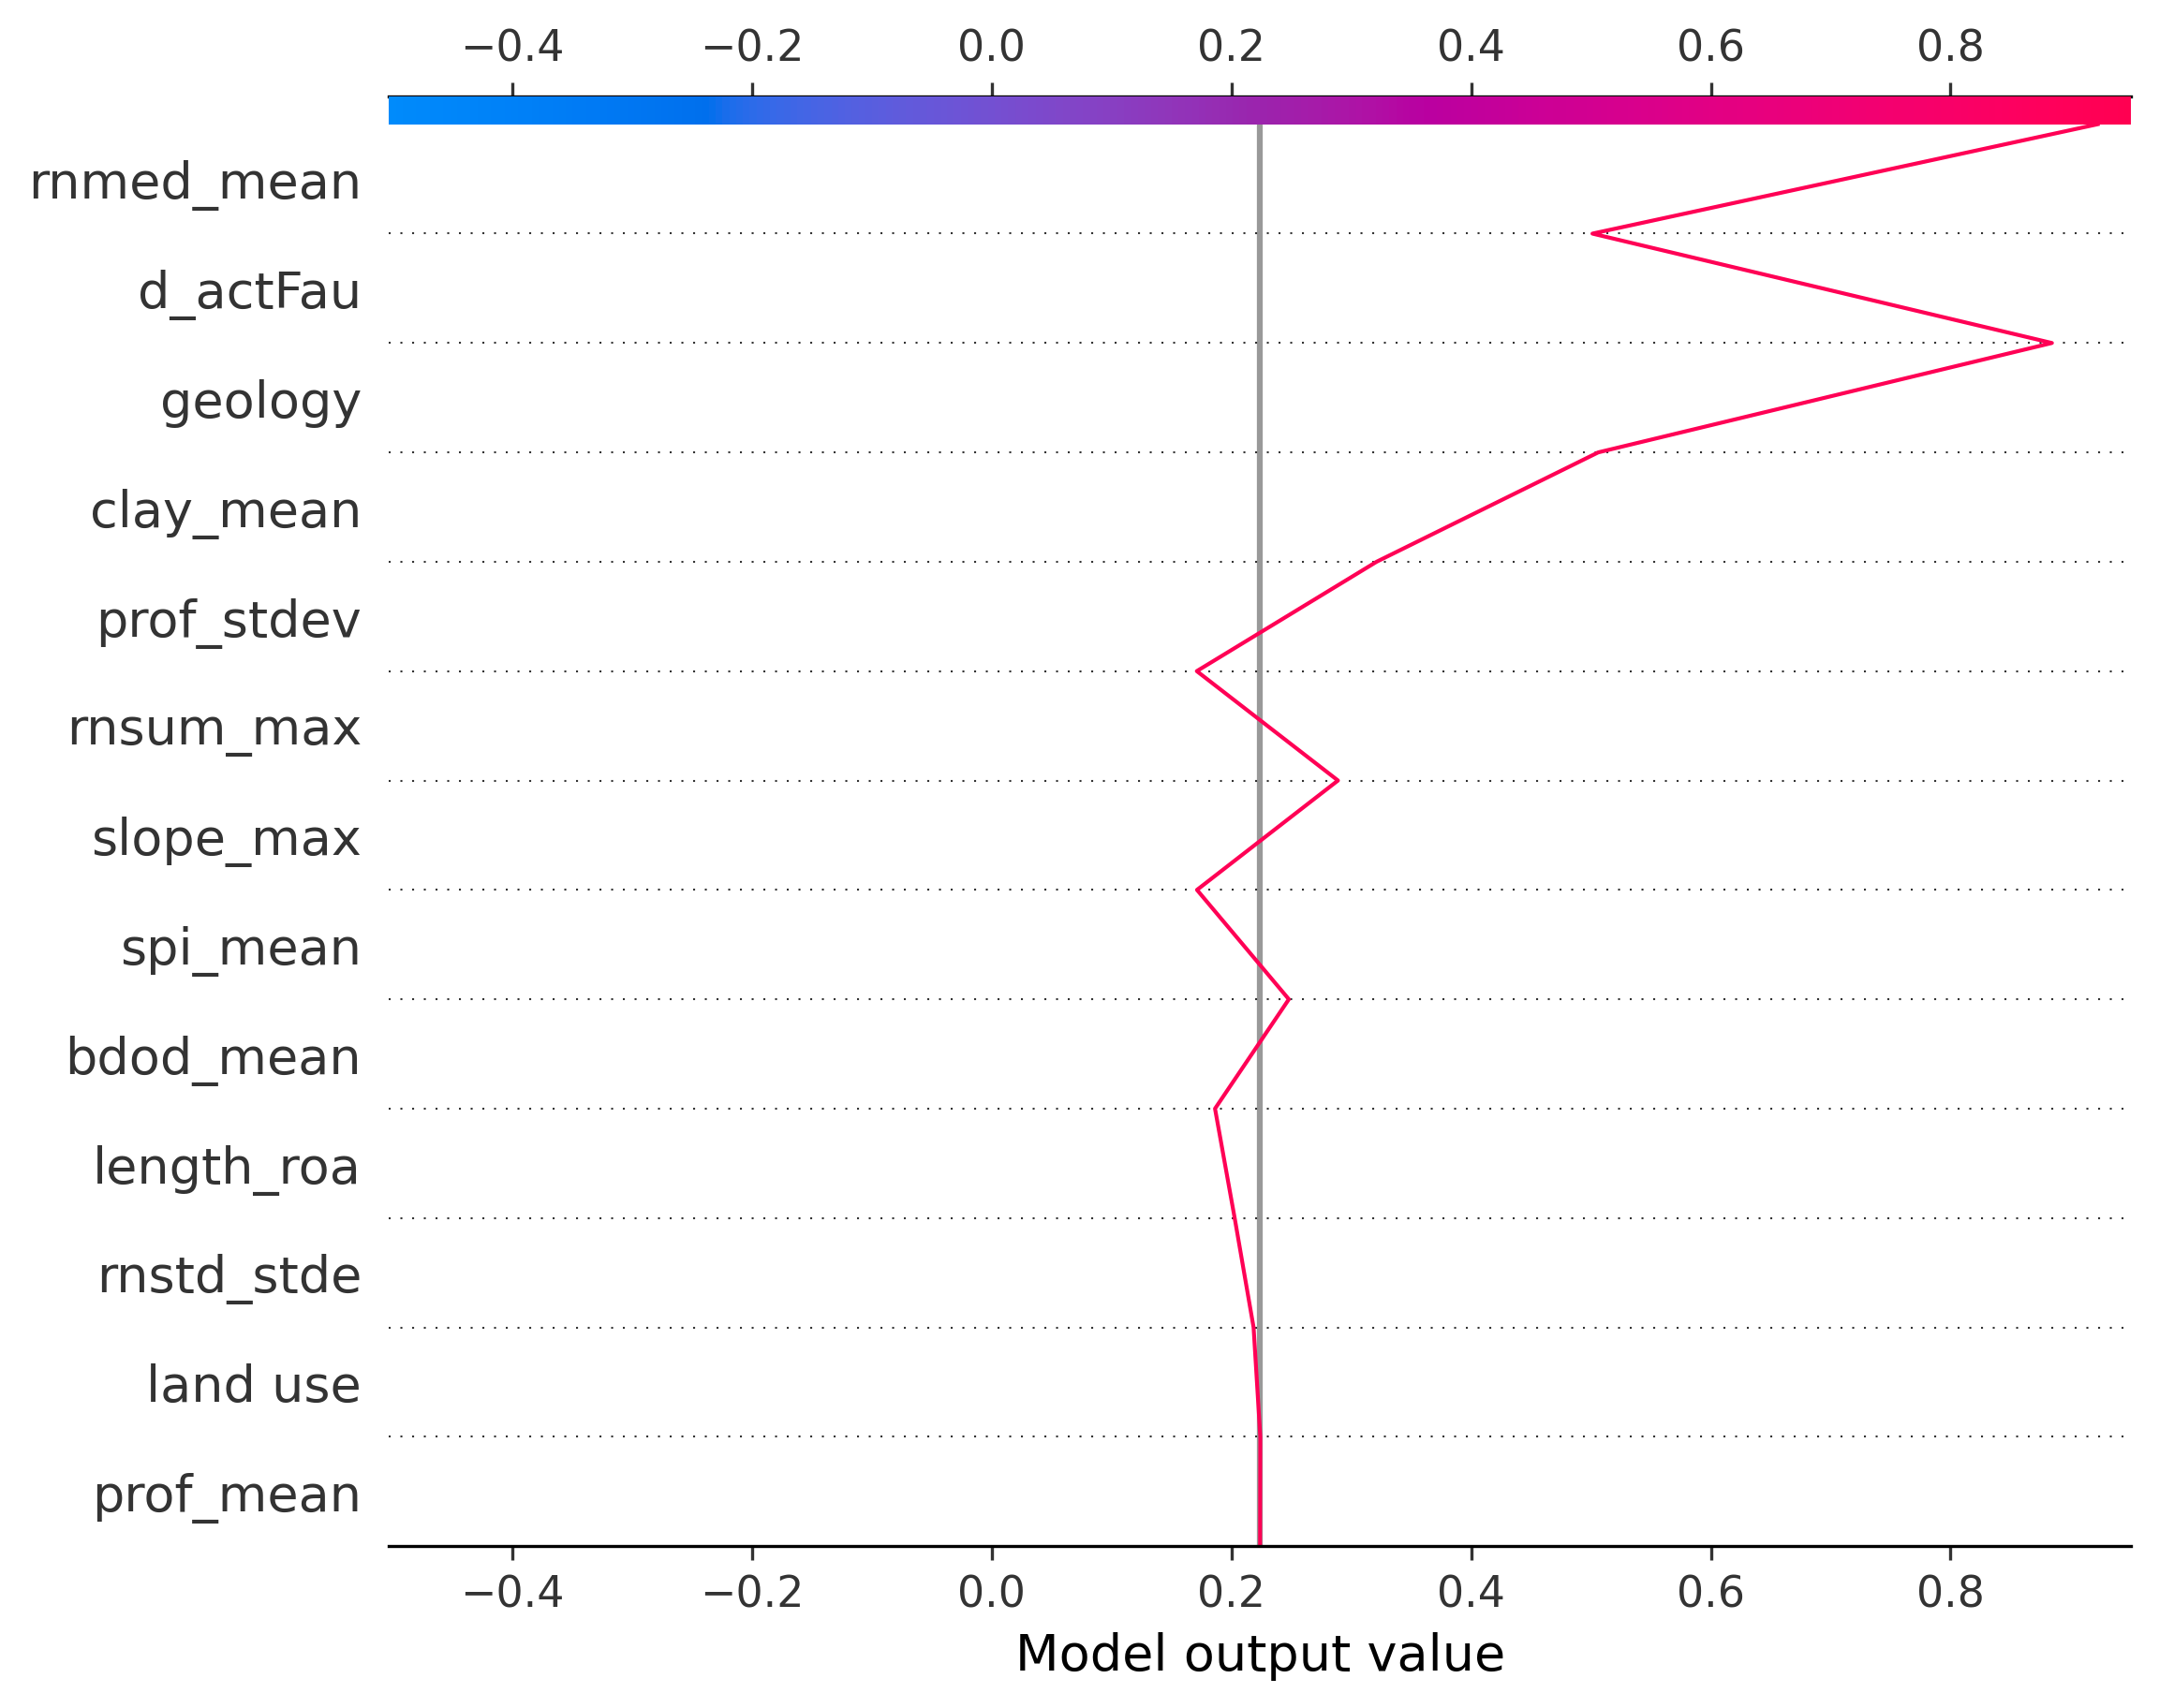 −0.4 −0.2 0.0 0.2 0.4 0.6 0.8
rnmed_mean
d_actFau
geology
clay_mean
prof_stdev
rnsum_max
slope_max
spi_mean
bdod_mean
length_roa
rnstd_stde
land use
prof_mean
−0.4 −0.2 0.0 0.2 0.4 0.6 0.8
Model output value